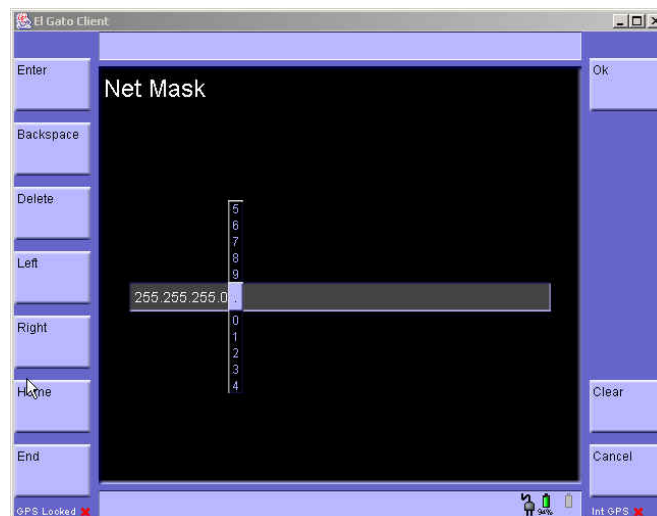 El Gato Client
Enter
Ok
Net Mask
Backspace
Delete
5
6
7
8
9
Left
255.255.255.0 .
0
1
2
3
4
Right
Home
Clear
End
Cancel
GPS Locked
94%
Int GPS